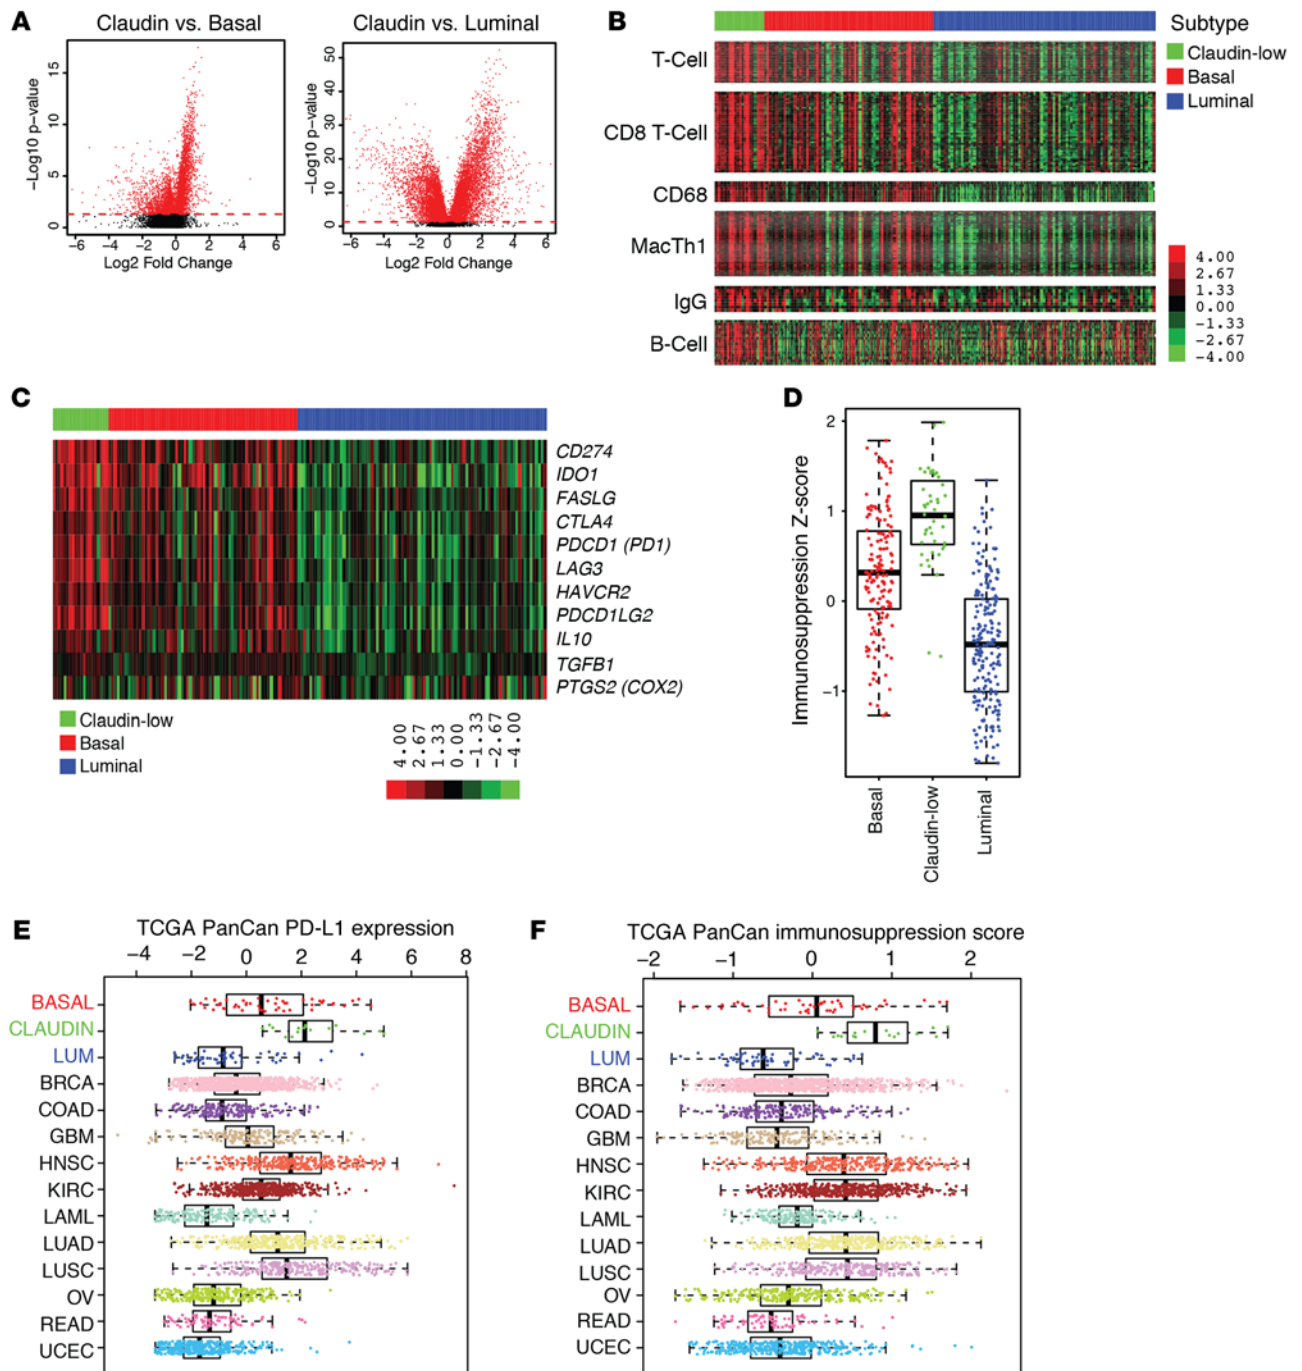 A
Claudin vs. Basal
Claudin vs. Luminal
−Log10 p-value
15
10
5
0
−6 −4 −2 0 2 4 6
Log2 Fold Change
−Log10 p-value
50
40
30
20
10
0
−6 −4 −2 0 2 4 6
Log2 Fold Change
B
Subtype
Claudin-low
Basal
Luminal
T-Cell
CD8 T-Cell
CD68
MacTh1
IgG
B-Cell
4.00
2.67
1.33
0.00
-1.33
-2.67
-4.00
C
CD274
IDO1
FASLG
CTLA4
PDCD1 (PD1)
LAG3
HAVCR2
PDCD1LG2
IL10
TGFB1
PTGS2 (COX2)
Claudin-low
Basal
Luminal
4.00
2.67
1.33
0.00
-1.33
-2.67
-4.00
D
Immunosuppression Z-score
2
1
0
−1
Basal
Claudin-low
Luminal
E
TCGA PanCan PD-L1 expression
−4 −2 0 2 4 6 8
BASAL
CLAUDIN
LUM
BRCA
COAD
GBM
HNSC
KIRC
LAML
LUAD
LUSC
OV
READ
UCEC
F
TCGA PanCan immunosuppression score
−2 −1 0 1 2
BASAL
CLAUDIN
LUM
BRCA
COAD
GBM
HNSC
KIRC
LAML
LUAD
LUSC
OV
READ
UCEC